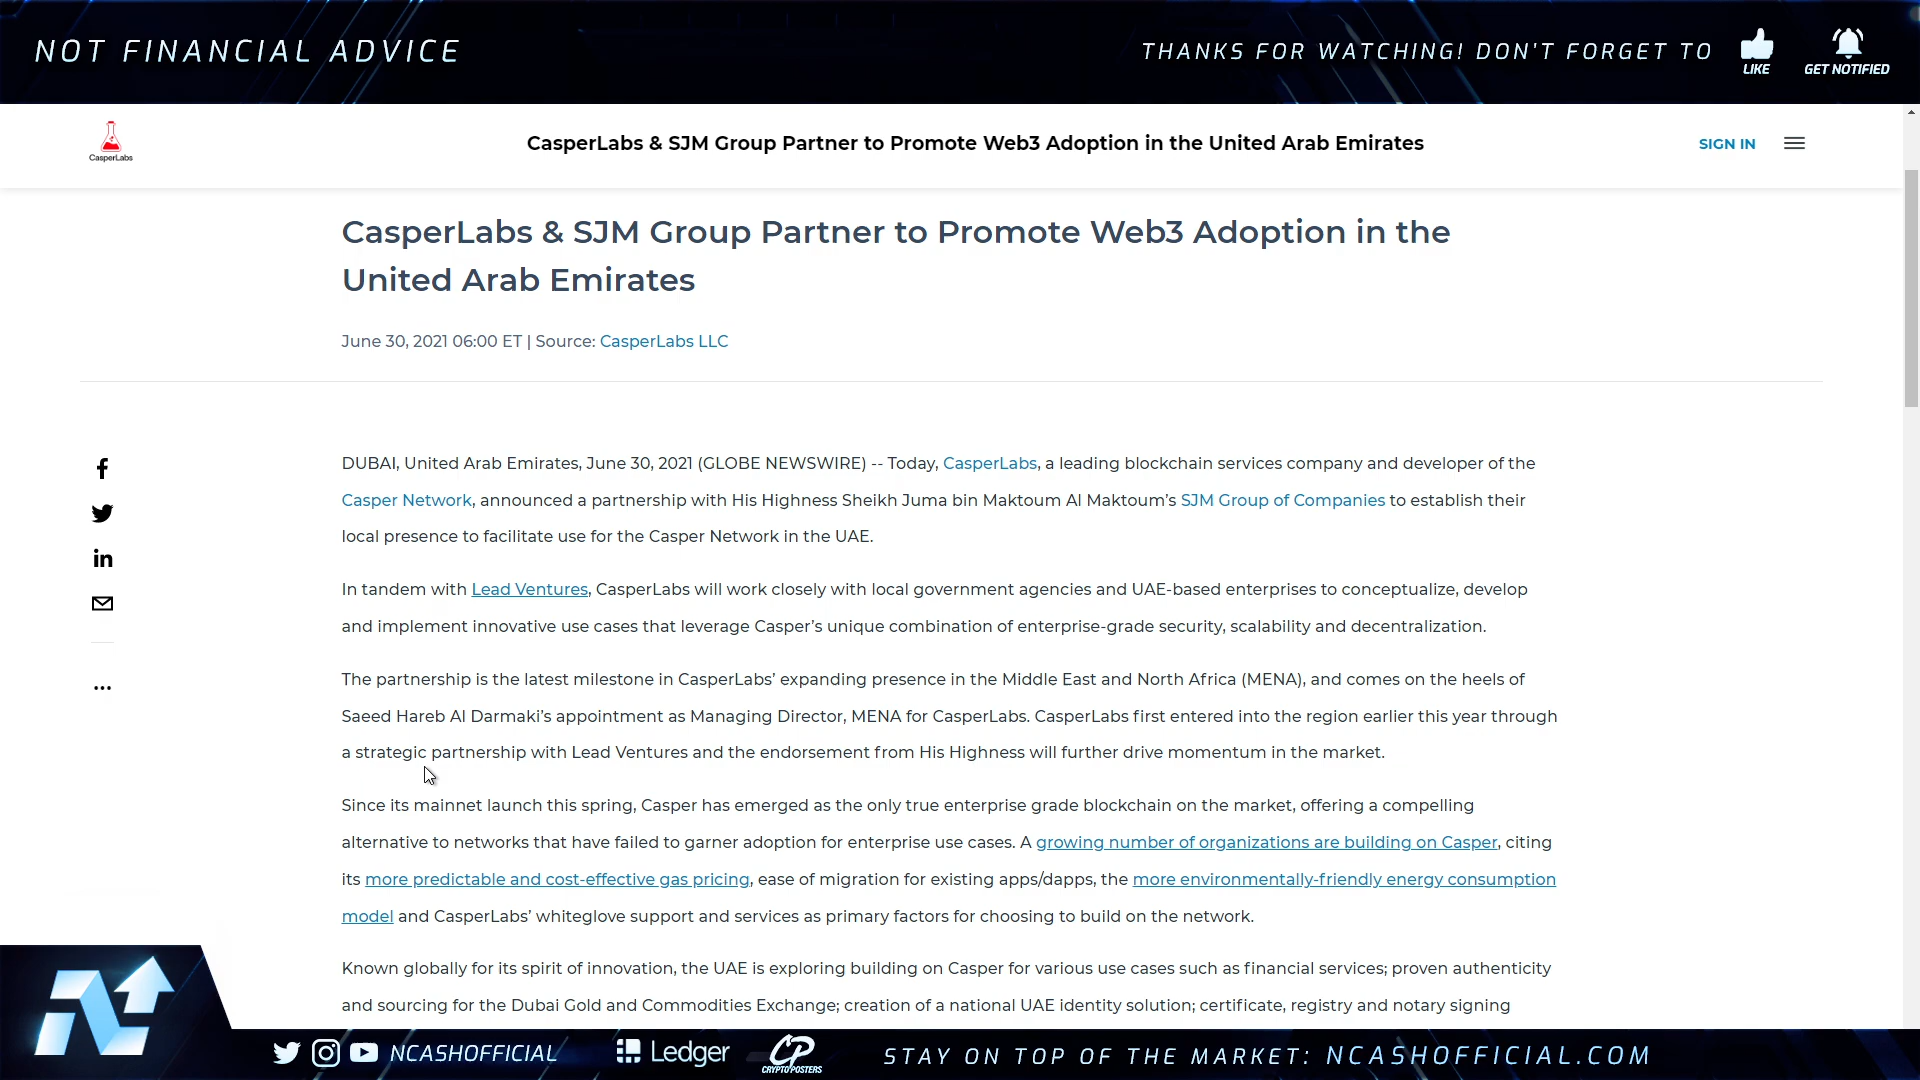 NOT FINANCIAL ADVICE
THANKS FOR WATCHING! DON'T FORGET TO
LIKE
GET NOTIFIED
CasperLabs
CasperLabs & SJM Group Partner to Promote Web3 Adoption in the United Arab Emirates
SIGN IN
CasperLabs & SJM Group Partner to Promote Web3 Adoption in the
United Arab Emirates
June 30, 2021 06:00 ET | Source: CasperLabs LLC
DUBAI, United Arab Emirates, June 30, 2021 (GLOBE NEWSWIRE) -- Today, CasperLabs, a leading blockchain services company and developer of the
Casper Network, announced a partnership with His Highness Sheikh Juma bin Maktoum Al Maktoum's SJM Group of Companies to establish their
local presence to facilitate use for the Casper Network in the UAE.
In tandem with Lead Ventures, CasperLabs will work closely with local government agencies and UAE-based enterprises to conceptualize, develop
and implement innovative use cases that leverage Casper's unique combination of enterprise-grade security, scalability and decentralization.
The partnership is the latest milestone in CasperLabs' expanding presence in the Middle East and North Africa (MENA), and comes on the heels of
Saeed Hareb Al Darmaki's appointment as Managing Director, MENA for CasperLabs. CasperLabs first entered into the region earlier this year through
a strategic partnership with Lead Ventures and the endorsement from His Highness will further drive momentum in the market.
Since its mainnet launch this spring, Casper has emerged as the only true enterprise grade blockchain on the market, offering a compelling
alternative to networks that have failed to garner adoption for enterprise use cases. A growing number of organizations are building on Casper, citing
its more predictable and cost-effective gas pricing, ease of migration for existing apps/dapps, the more environmentally-friendly energy consumption
model and CasperLabs' whiteglove support and services as primary factors for choosing to build on the network.
Known globally for its spirit of innovation, the UAE is exploring building on Casper for various use cases such as financial services; proven authenticity
and sourcing for the Dubai Gold and Commodities Exchange; creation of a national UAE identity solution; certificate, registry and notary signing
NCASHOFFICIAL
Ledger
CP
CRYPTOPOSTERS
STAY ON TOP OF THE MARKET: NCASHOFFICIAL.COM